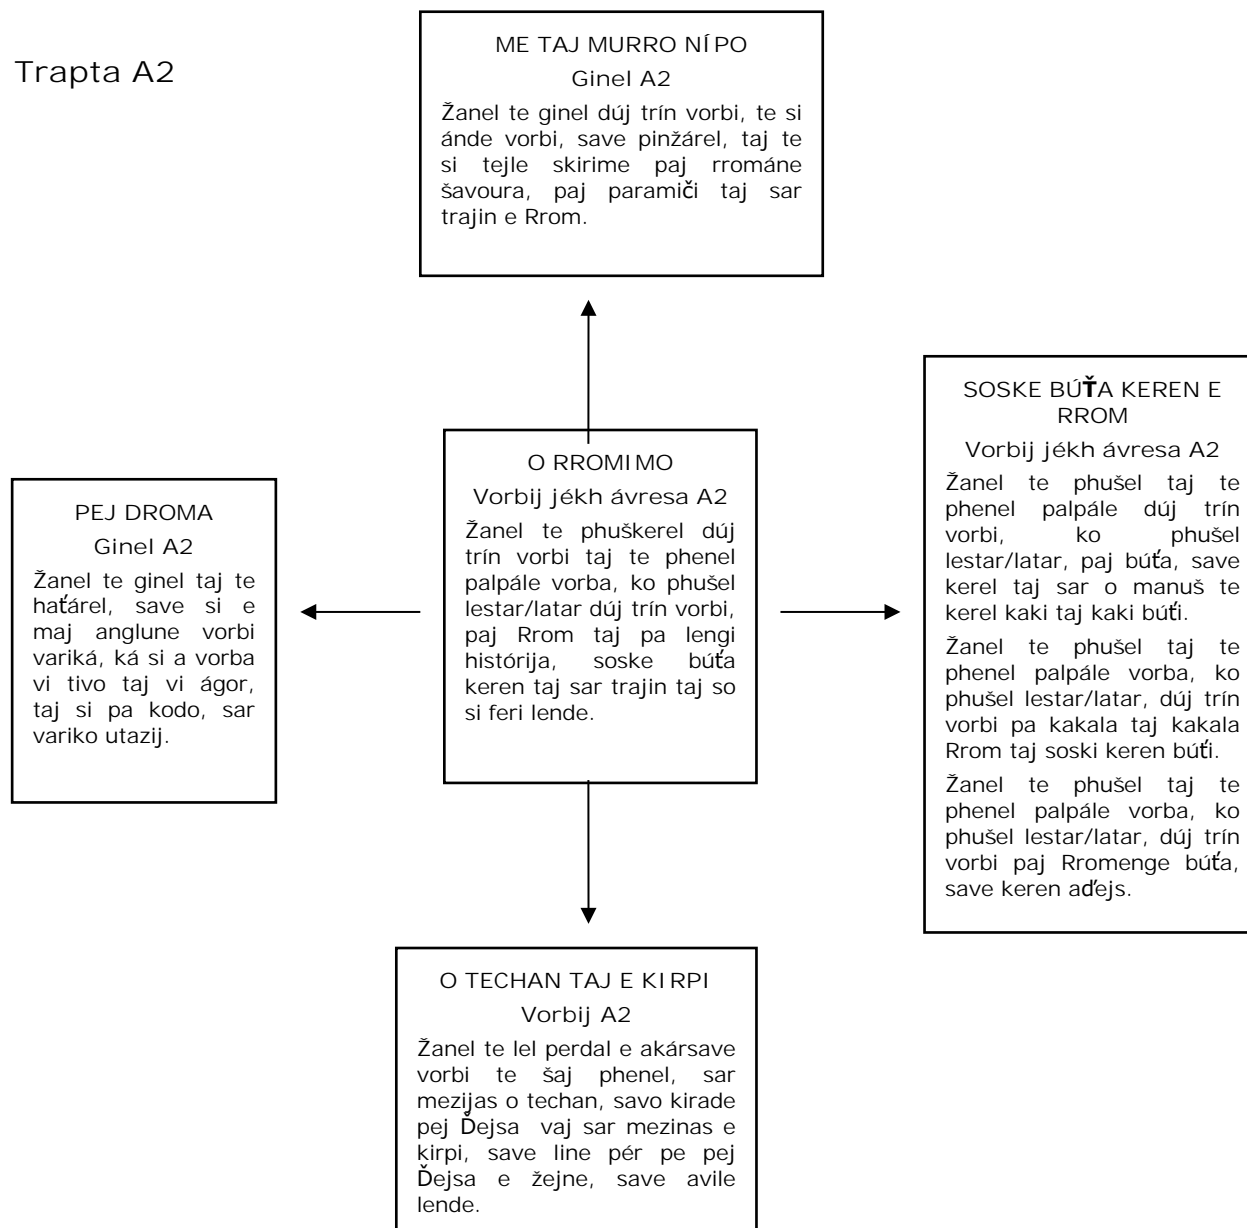 Trapta A2
ME TAJ MURRO NÍPO
Ginel A2
Žanel te ginel dúj trín vorbi, te si
ánde vorbi, save pinžárel, taj te
si tejle skirime paj rrománe
šavoura, paj paramiči taj sar
trajin e Rrom.
O RROMIMO
Vorbij jékh ávresa A2
Žanel te phuškerel dúj
trín vorbi taj te phenel
palpále vorba, ko phušel
lestar/latar dúj trín vorbi,
paj Rrom taj pa lengi
histórija, soske búťa
keren taj sar trajin taj so
si feri lende.
PEJ DROMA
Ginel A2
Žanel te ginel taj te
haťárel, save si e
maj anglune vorbi
variká, ká si a vorba
vi tivo taj vi ágor,
taj si pa kodo, sar
variko utazij.
SOSKE BÚŤA KEREN E
RROM
Vorbij jékh ávresa A2
Žanel te phušel taj te
phenel palpále dúj trín
vorbi, ko phušel
lestar/latar, paj búťa, save
kerel taj sar o manuš te
kerel kaki taj kaki búťi.
Žanel te phušel taj te
phenel palpále vorba, ko
phušel lestar/latar, dúj trín
vorbi pa kakala taj kakala
Rrom taj soski keren búťi.
Žanel te phušel taj te
phenel palpále vorba, ko
phušel lestar/latar, dúj trín
vorbi paj Rromenge búťa,
save keren aďejs.
O TECHAN TAJ E KIRPI
Vorbij A2
Žanel te lel perdal e akársave
vorbi te šaj phenel, sar
mezijas o techan, savo kirade
pej Ďejsa vaj sar mezinas e
kirpi, save line pér pe pej
Ďejsa e žejne, save avile
lende.